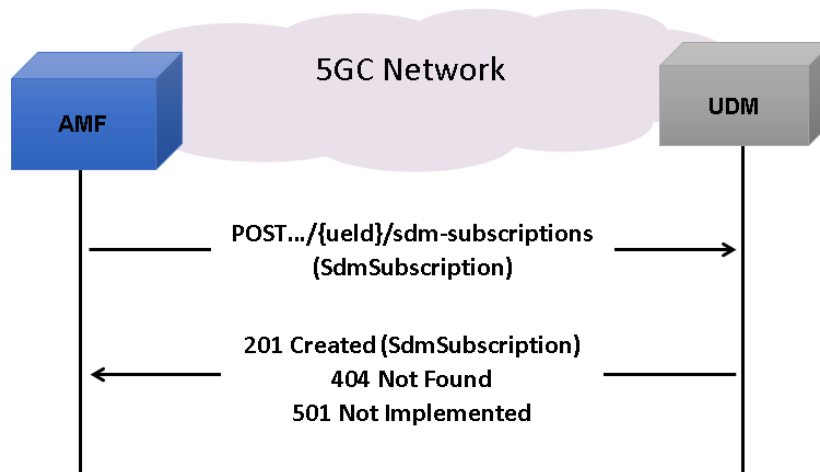 5GC Network
AMF
UDM
POST.../{ueId}/sdm-subscriptions
(SdmSubscription)
201 Created (SdmSubscription)
404 Not Found
501 Not Implemented